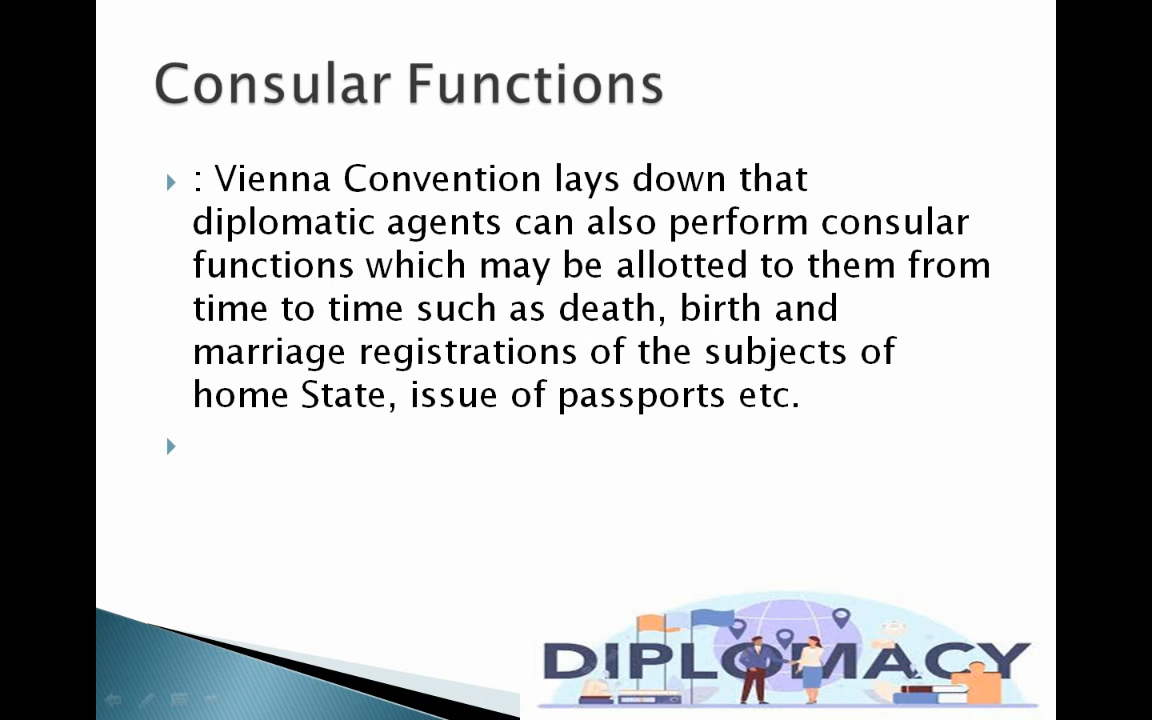 Consular Functions
: Vienna Convention lays down that
diplomatic agents can also perform consular
functions which may be allotted to them from
time to time such as death, birth and
marriage registrations of the subjects of
home State, issue of passports etc.
DIPLOMACY